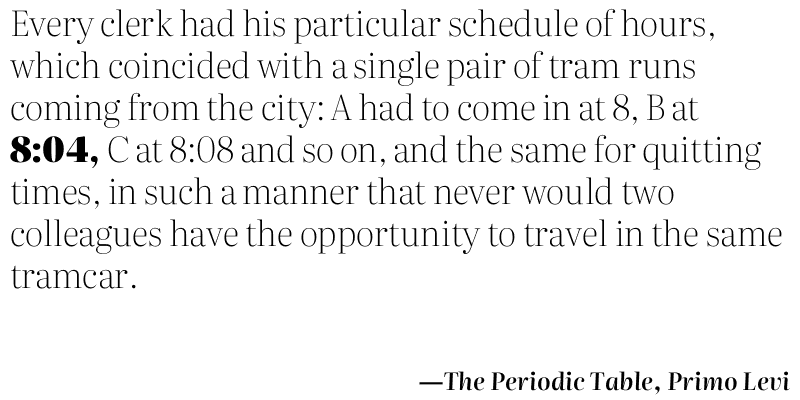 Every clerk had his particular schedule of hours,
which coincided with a single pair of tram runs
coming from the city: A had to come in at 8, B at
8:04, C at 8:08 and so on, and the same for quitting
times, in such a manner that never would two
colleagues have the opportunity to travel in the same
tramcar.
—The Periodic Table, Primo Levi